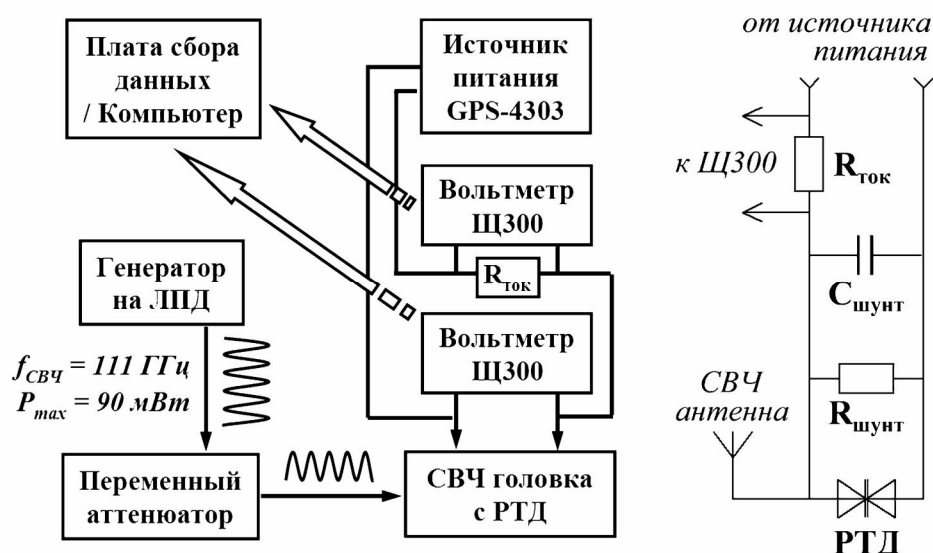 Плата сбора
данных
/ Компьютер
Источник
питания
GPS-4303
Вольтметр
Щ300
Rток
Генератор
на ЛПД
Вольтметр
Щ300
fСВЧ = 111 ГГц
Pmax = 90 мВт
Переменный
аттенюатор
СВЧ головка
с РТД
от источника
питания
к Щ300
Rток
Cшунт
СВЧ
антенна
Rшунт
РТД